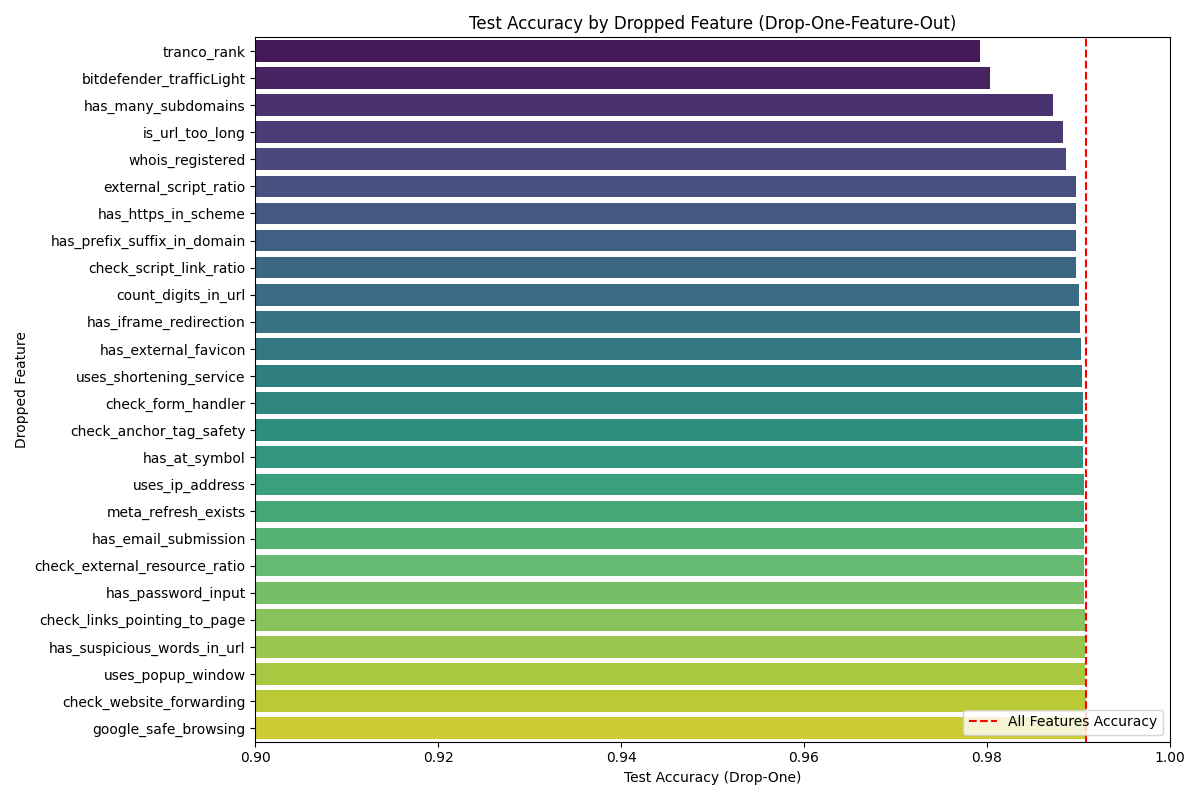 Test Accuracy by Dropped Feature (Drop-One-Feature-Out)
Dropped Feature
tranco_rank
bitdefender_trafficLight
has_many_subdomains
is_url_too_long
whois_registered
external_script_ratio
has_https_in_scheme
has_prefix_suffix_in_domain
check_script_link_ratio
count_digits_in_url
has_iframe_redirection
has_external_favicon
uses_shortening_service
check_form_handler
check_anchor_tag_safety
has_at_symbol
uses_ip_address
meta_refresh_exists
has_email_submission
check_external_resource_ratio
has_password_input
check_links_pointing_to_page
has_suspicious_words_in_url
uses_popup_window
check_website_forwarding
google_safe_browsing
All Features Accuracy
0.90 0.92 0.94 0.96 0.98 1.00
Test Accuracy (Drop-One)